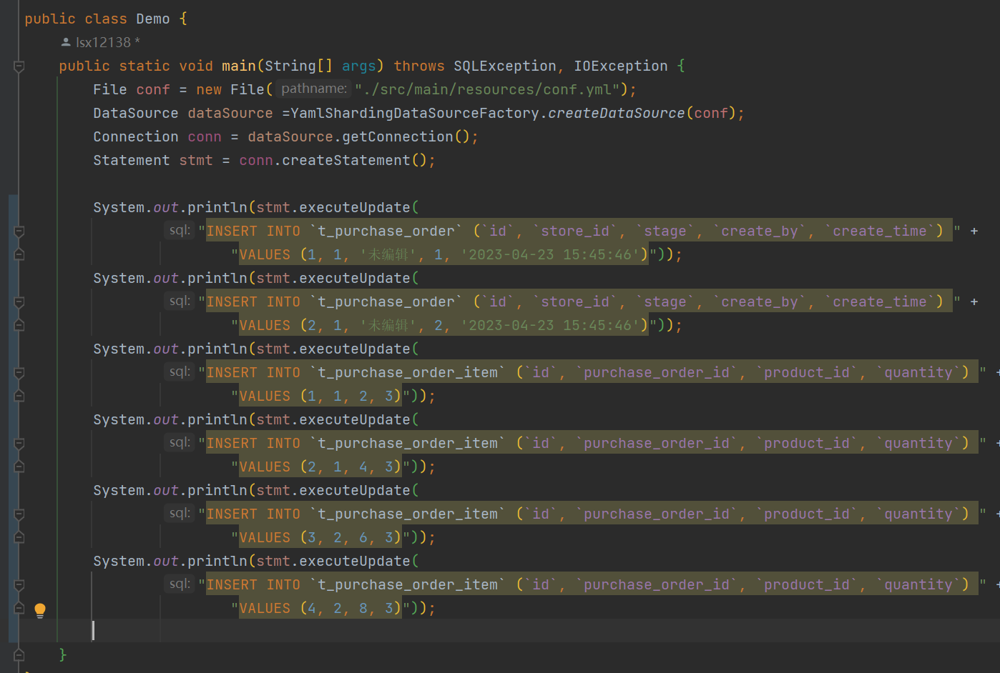 public class Demo {
lsx12138 *
public static void main(String[] args) throws SQLException, IOException {
File conf = new File( pathname: "./src/main/resources/conf.yml");
DataSource dataSource =YamlShardingDataSourceFactory.createDataSource(conf);
Connection conn = dataSource.getConnection();
Statement stmt = conn.createStatement();
System.out.println(stmt.executeUpdate(
sql: "INSERT INTO `t_purchase_order` (`id`, `store_id`, `stage`, `create_by`, `create_time`) " +
"VALUES (1, 1, '未编辑', 1, '2023-04-23 15:45:46')"));
System.out.println(stmt.executeUpdate(
sql: "INSERT INTO `t_purchase_order` (`id`, `store_id`, `stage`, `create_by`, `create_time`) " +
"VALUES (2, 1, '未编辑', 2, '2023-04-23 15:45:46')"));
System.out.println(stmt.executeUpdate(
sql: "INSERT INTO `t_purchase_order_item` (`id`, `purchase_order_id`, `product_id`, `quantity`) " +
"VALUES (1, 1, 2, 3)"));
System.out.println(stmt.executeUpdate(
sql: "INSERT INTO `t_purchase_order_item` (`id`, `purchase_order_id`, `product_id`, `quantity`) " +
"VALUES (2, 1, 4, 3)"));
System.out.println(stmt.executeUpdate(
sql: "INSERT INTO `t_purchase_order_item` (`id`, `purchase_order_id`, `product_id`, `quantity`) " +
"VALUES (3, 2, 6, 3)"));
System.out.println(stmt.executeUpdate(
sql: "INSERT INTO `t_purchase_order_item` (`id`, `purchase_order_id`, `product_id`, `quantity`) " +
"VALUES (4, 2, 8, 3)"));
}